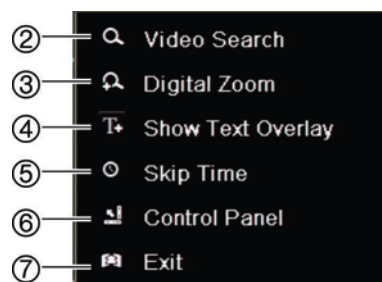 ② Video Search
③ Digital Zoom
④ T+ Show Text Overlay
⑤ Skip Time
⑥ Control Panel
⑦ Exit